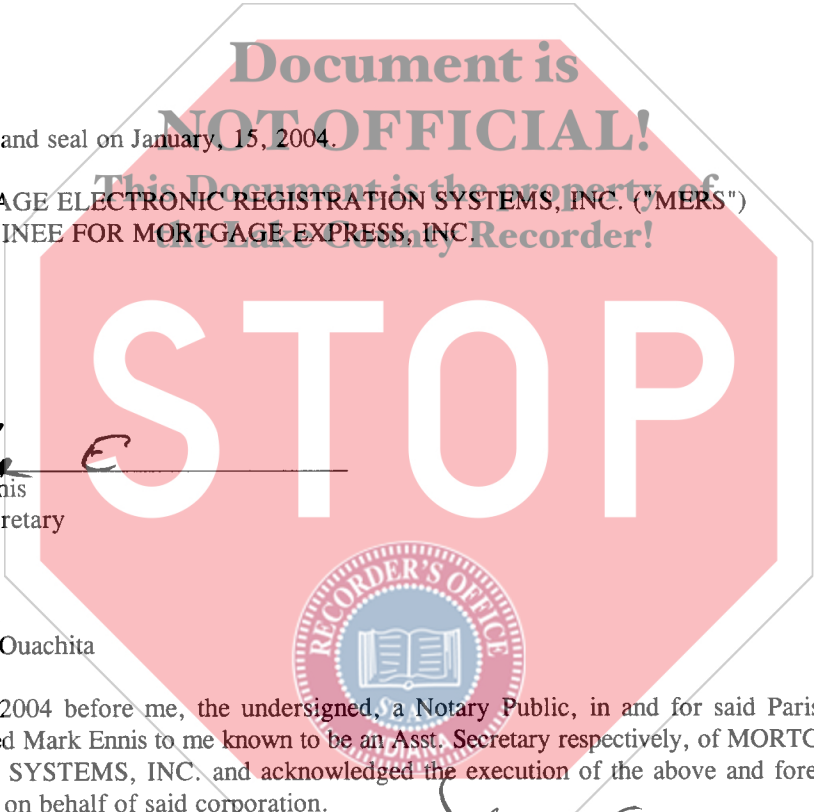 Document is
NOT OFFICIAL!
and seal on January, 15, 2004.
This Document is the property of
AGE ELECTRONIC REGISTRATION SYSTEMS, INC. ("MERS")
the Lake County Recorder!
INEE FOR MORTGAGE EXPRESS, INC.
STOP
nis
retary
RECORDER'S OFFICE
Ouachita
2004 before me, the undersigned, a Notary Public, in and for said Paris
ed Mark Ennis to me known to be an Asst. Secretary respectively, of MORTG
SYSTEMS, INC. and acknowledged the execution of the above and fore
on behalf of said corporation.